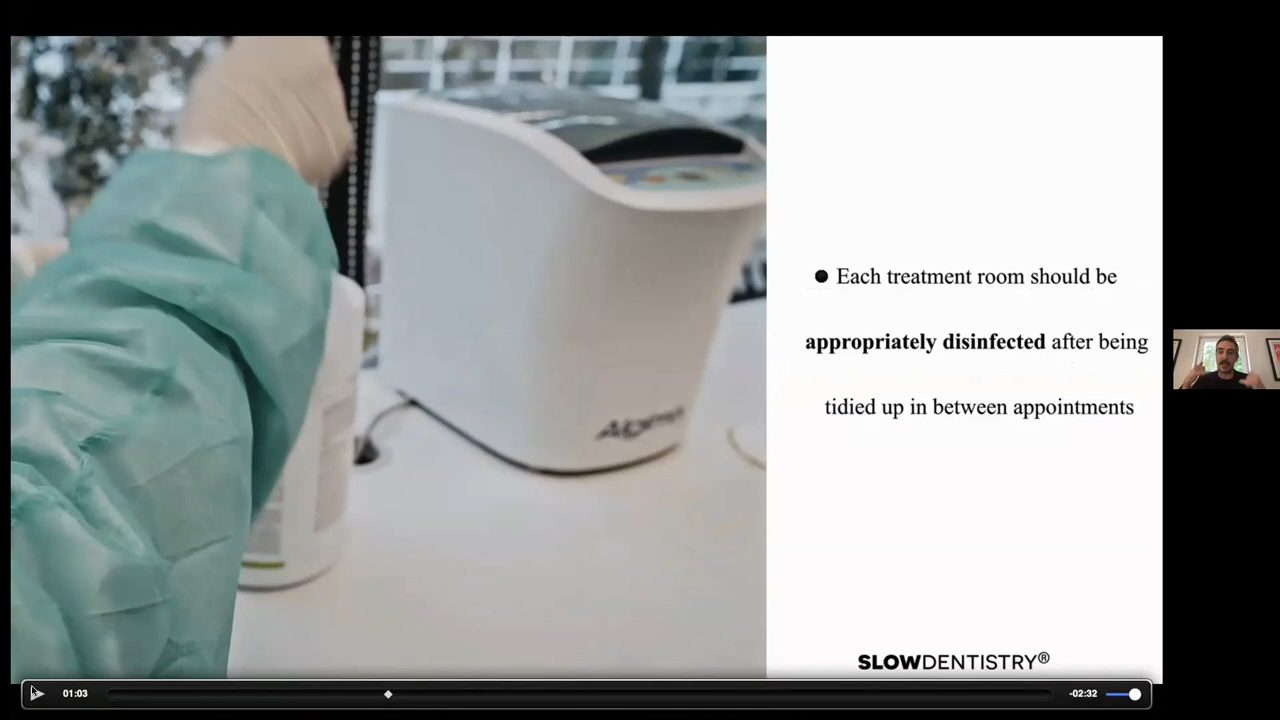 ● Each treatment room should be
appropriately disinfected after being
tidied up in between appointments
SLOWDENTISTRY®
01:03
-02:32